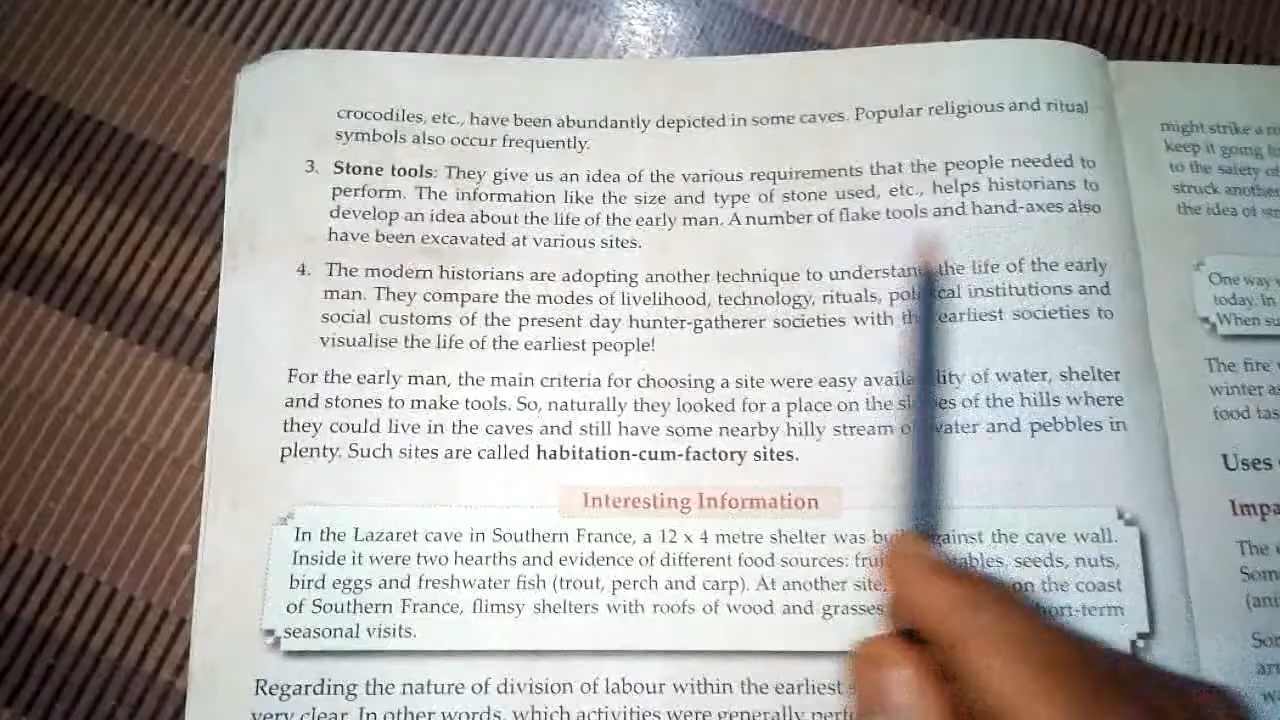 crocodiles, etc., have been abundantly depicted in some caves. Popular religious and ritual
symbols also occur frequently.
3. Stone tools: They give us an idea of the various requirements that the people needed to
perform. The information like the size and type of stone used, etc., helps historians to
develop an idea about the life of the early man. A number of flake tools and hand-axes also
have been excavated at various sites.
4. The modern historians are adopting another technique to understand the life of the early
man. They compare the modes of livelihood, technology, rituals, political institutions and
social customs of the present day hunter-gatherer societies with the earliest societies to
visualise the life of the earliest people!
For the early man, the main criteria for choosing a site were easy availability of water, shelter
and stones to make tools. So, naturally they looked for a place on the slopes of the hills where
they could live in the caves and still have some nearby hilly stream of water and pebbles in
plenty. Such sites are called habitation-cum-factory sites.
Interesting Information
In the Lazaret cave in Southern France, a 12 x 4 metre shelter was built against the cave wall.
Inside it were two hearths and evidence of different food sources: fruits, vegetables, seeds, nuts,
bird eggs and freshwater fish (trout, perch and carp). At another site, on the coast
of Southern France, flimsy shelters with roofs of wood and grasses short-term
seasonal visits.
Regarding the nature of division of labour within the earliest
very clear. In other words, which activities were generally
might strike a
keep it going
to the safety of
struck another
the idea of
One way
today. In
When
The fire
winter
food
Uses
The